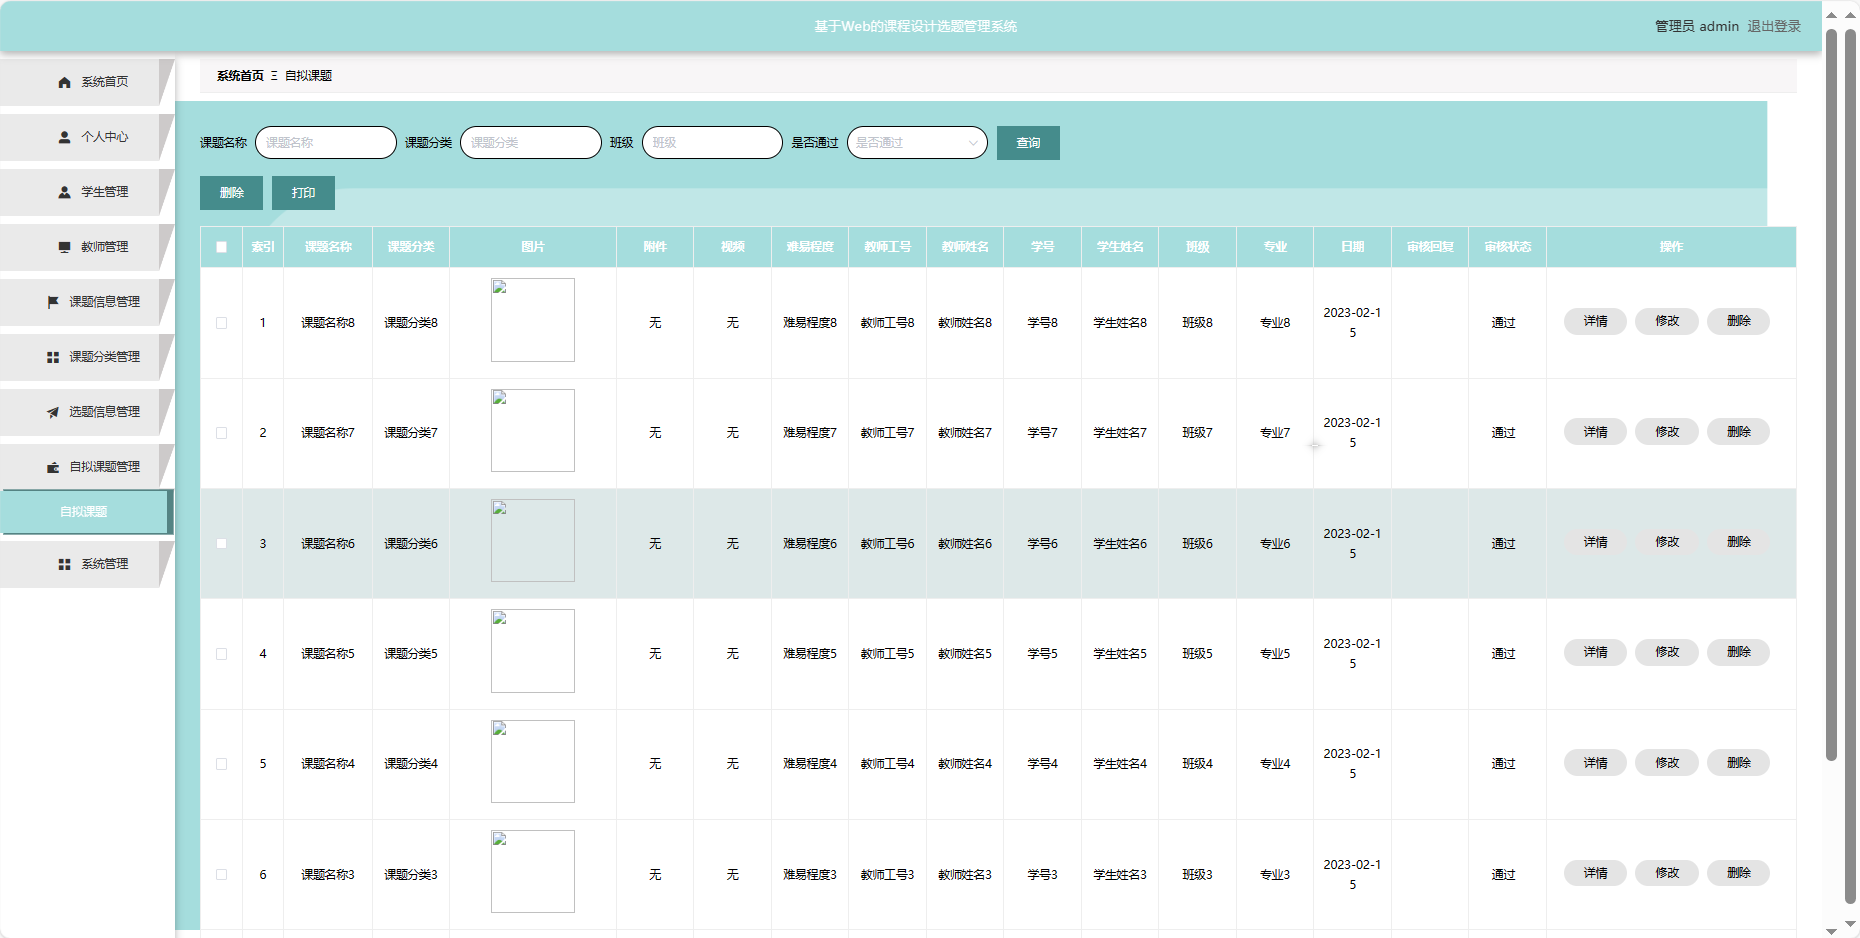 基于Web的课程设计选题管理系统
管理员 admin 退出登录
系统首页
个人中心
学生管理
教师管理
课题信息管理
课题分类管理
选题信息管理
自拟课题管理
自拟课题
系统管理
系统首页 Ξ 自拟课题
课题名称 课题名称 课题分类 课题分类 班级 班级 是否通过 是否通过 查询
删除 打印
索引 课题名称 课题分类 图片 附件 视频 难易程度 教师工号 教师姓名 学号 学生姓名 班级 专业 日期 审核回复 审核状态 操作
1 课题名称8 课题分类8 无 无 难易程度8 教师工号8 教师姓名8 学号8 学生姓名8 班级8 专业8 2023-02-1
5 通过 详情 修改 删除
2 课题名称7 课题分类7 无 无 难易程度7 教师工号7 教师姓名7 学号7 学生姓名7 班级7 专业7 2023-02-1
5 通过 详情 修改 删除
3 课题名称6 课题分类6 无 无 难易程度6 教师工号6 教师姓名6 学号6 学生姓名6 班级6 专业6 2023-02-1
5 通过 详情 修改 删除
4 课题名称5 课题分类5 无 无 难易程度5 教师工号5 教师姓名5 学号5 学生姓名5 班级5 专业5 2023-02-1
5 通过 详情 修改 删除
5 课题名称4 课题分类4 无 无 难易程度4 教师工号4 教师姓名4 学号4 学生姓名4 班级4 专业4 2023-02-1
5 通过 详情 修改 删除
6 课题名称3 课题分类3 无 无 难易程度3 教师工号3 教师姓名3 学号3 学生姓名3 班级3 专业3 2023-02-1
5 通过 详情 修改 删除